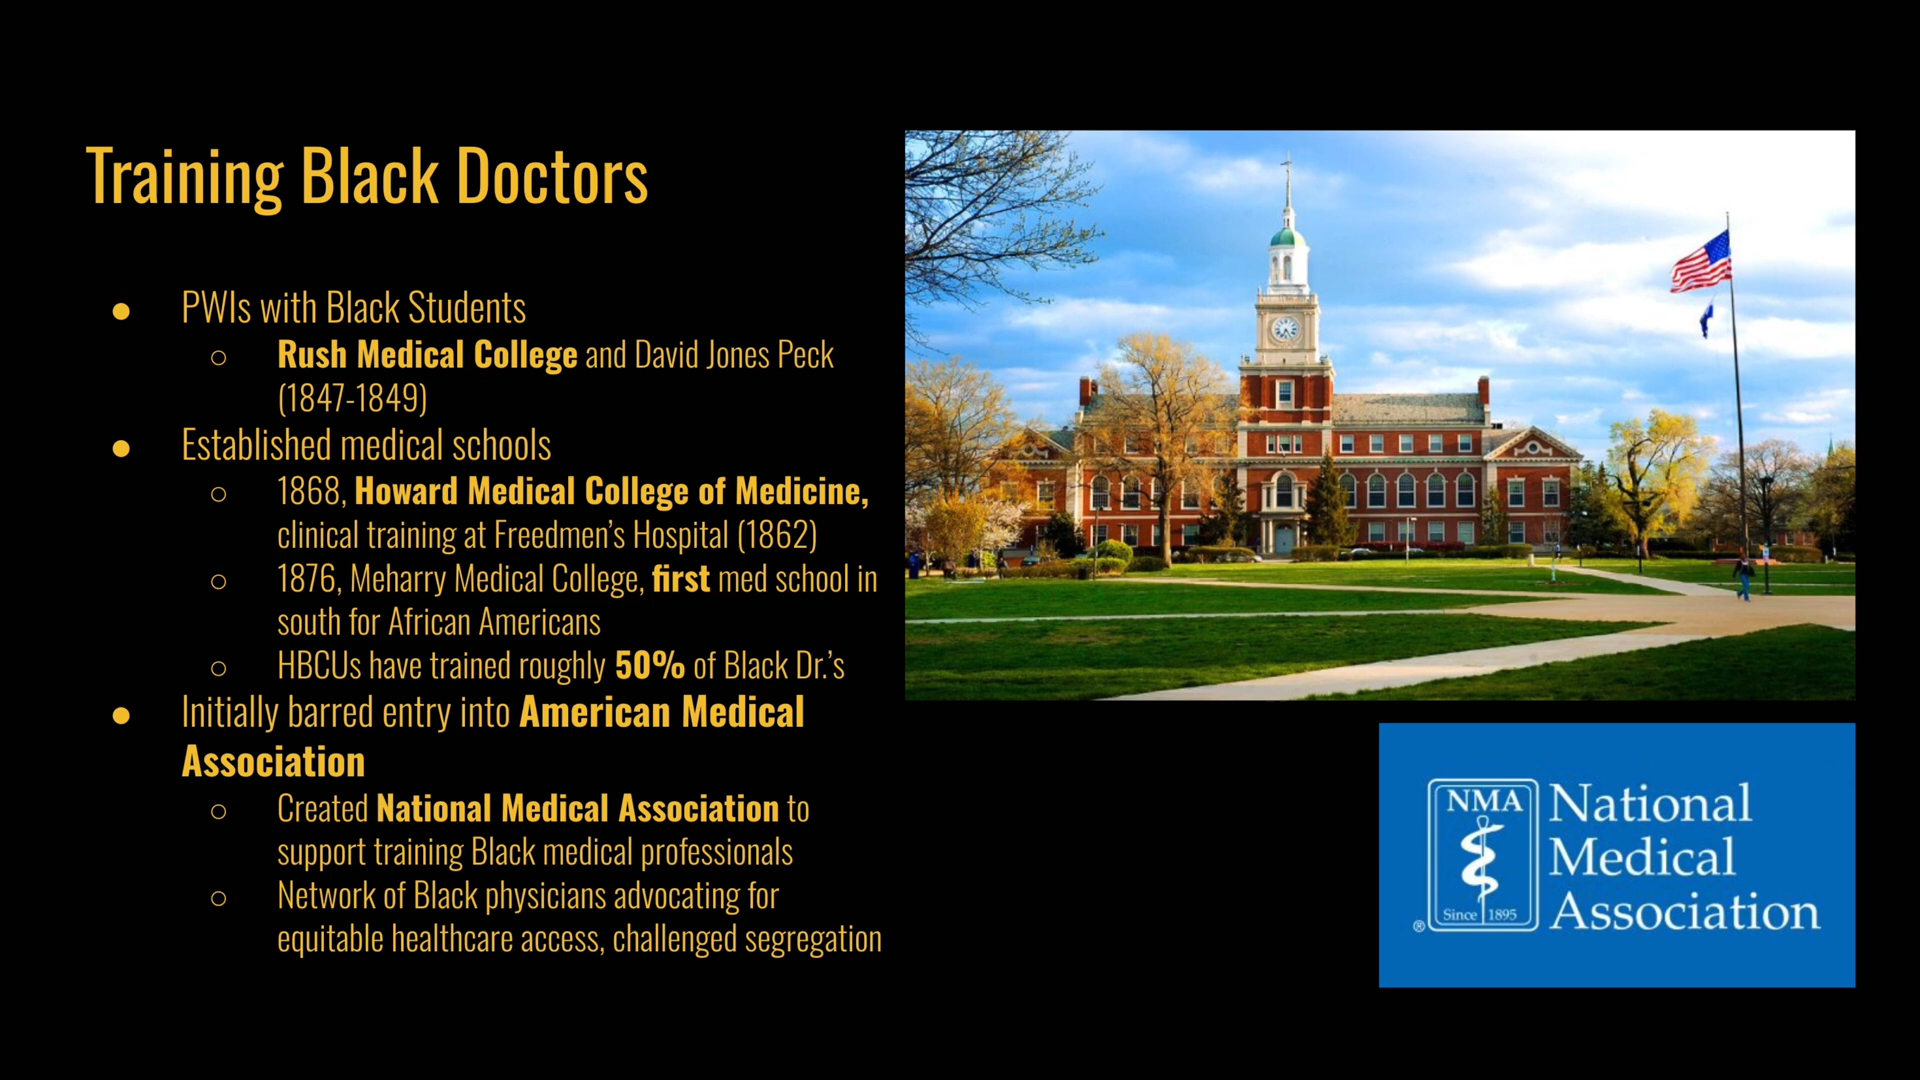 Training Black Doctors
● PWIs with Black Students
○ Rush Medical College and David Jones Peck
(1847-1849)
● Established medical schools
○ 1868, Howard Medical College of Medicine,
clinical training at Freedmen’s Hospital (1862)
○ 1876, Meharry Medical College, first med school in
south for African Americans
○ HBCUs have trained roughly 50% of Black Dr.’s
● Initially barred entry into American Medical
Association
○ Created National Medical Association to
support training Black medical professionals
○ Network of Black physicians advocating for
equitable healthcare access, challenged segregation
NMA
Since 1895
®
National
Medical
Association